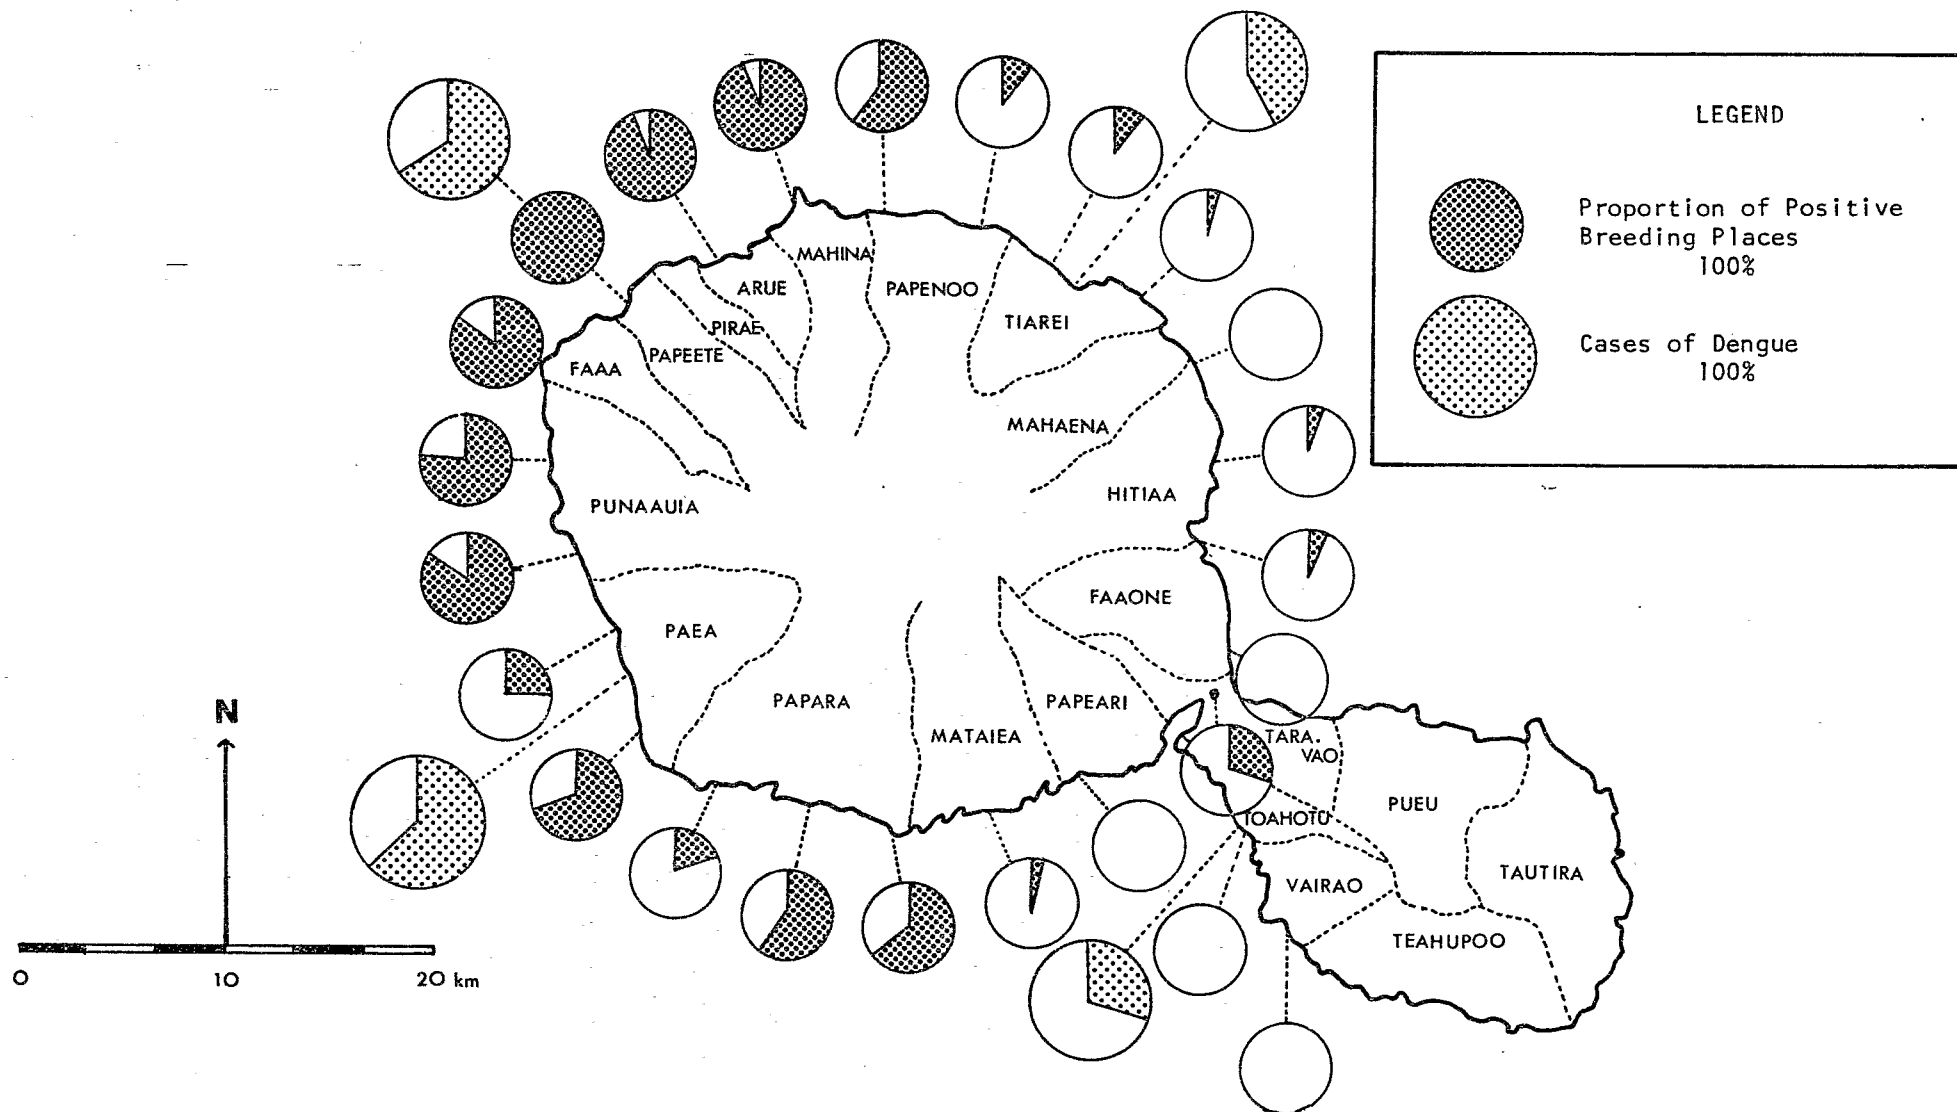 LEGEND
Proportion of Positive
Breeding Places
100%
Cases of Dengue
100%
MAHINA
ARUE
PAPENOO
PIRAE
TIAREI
PAPEETE
FAAA
MAHAENA
HITIAA
PUNAAUIA
FAAONE
PAEA
PAPARA
PAPEARI
MATAIEA
TARA.
VAO
PUEU
TOAHOTU
TAUTIRA
VAIRAO
TEAHUPOO
N
0 10 20 km